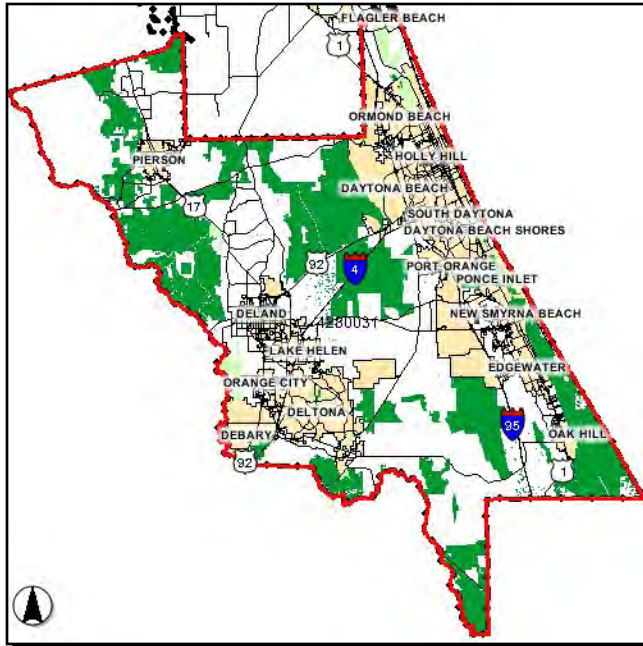 FLAGLER BEACH
1
ORMOND BEACH
HOLLY HILL
PIERSON
DAYTONA BEACH
17
SOUTH DAYTONA
DAYTONA BEACH SHORES
92
4
PORT ORANGE
PONCE INLET
DELAND
NEW SMYRNA BEACH
LAKE HELEN
EDGEWATER
ORANGE CITY
DELTONA
95
DEBARY
OAK HILL
92
1